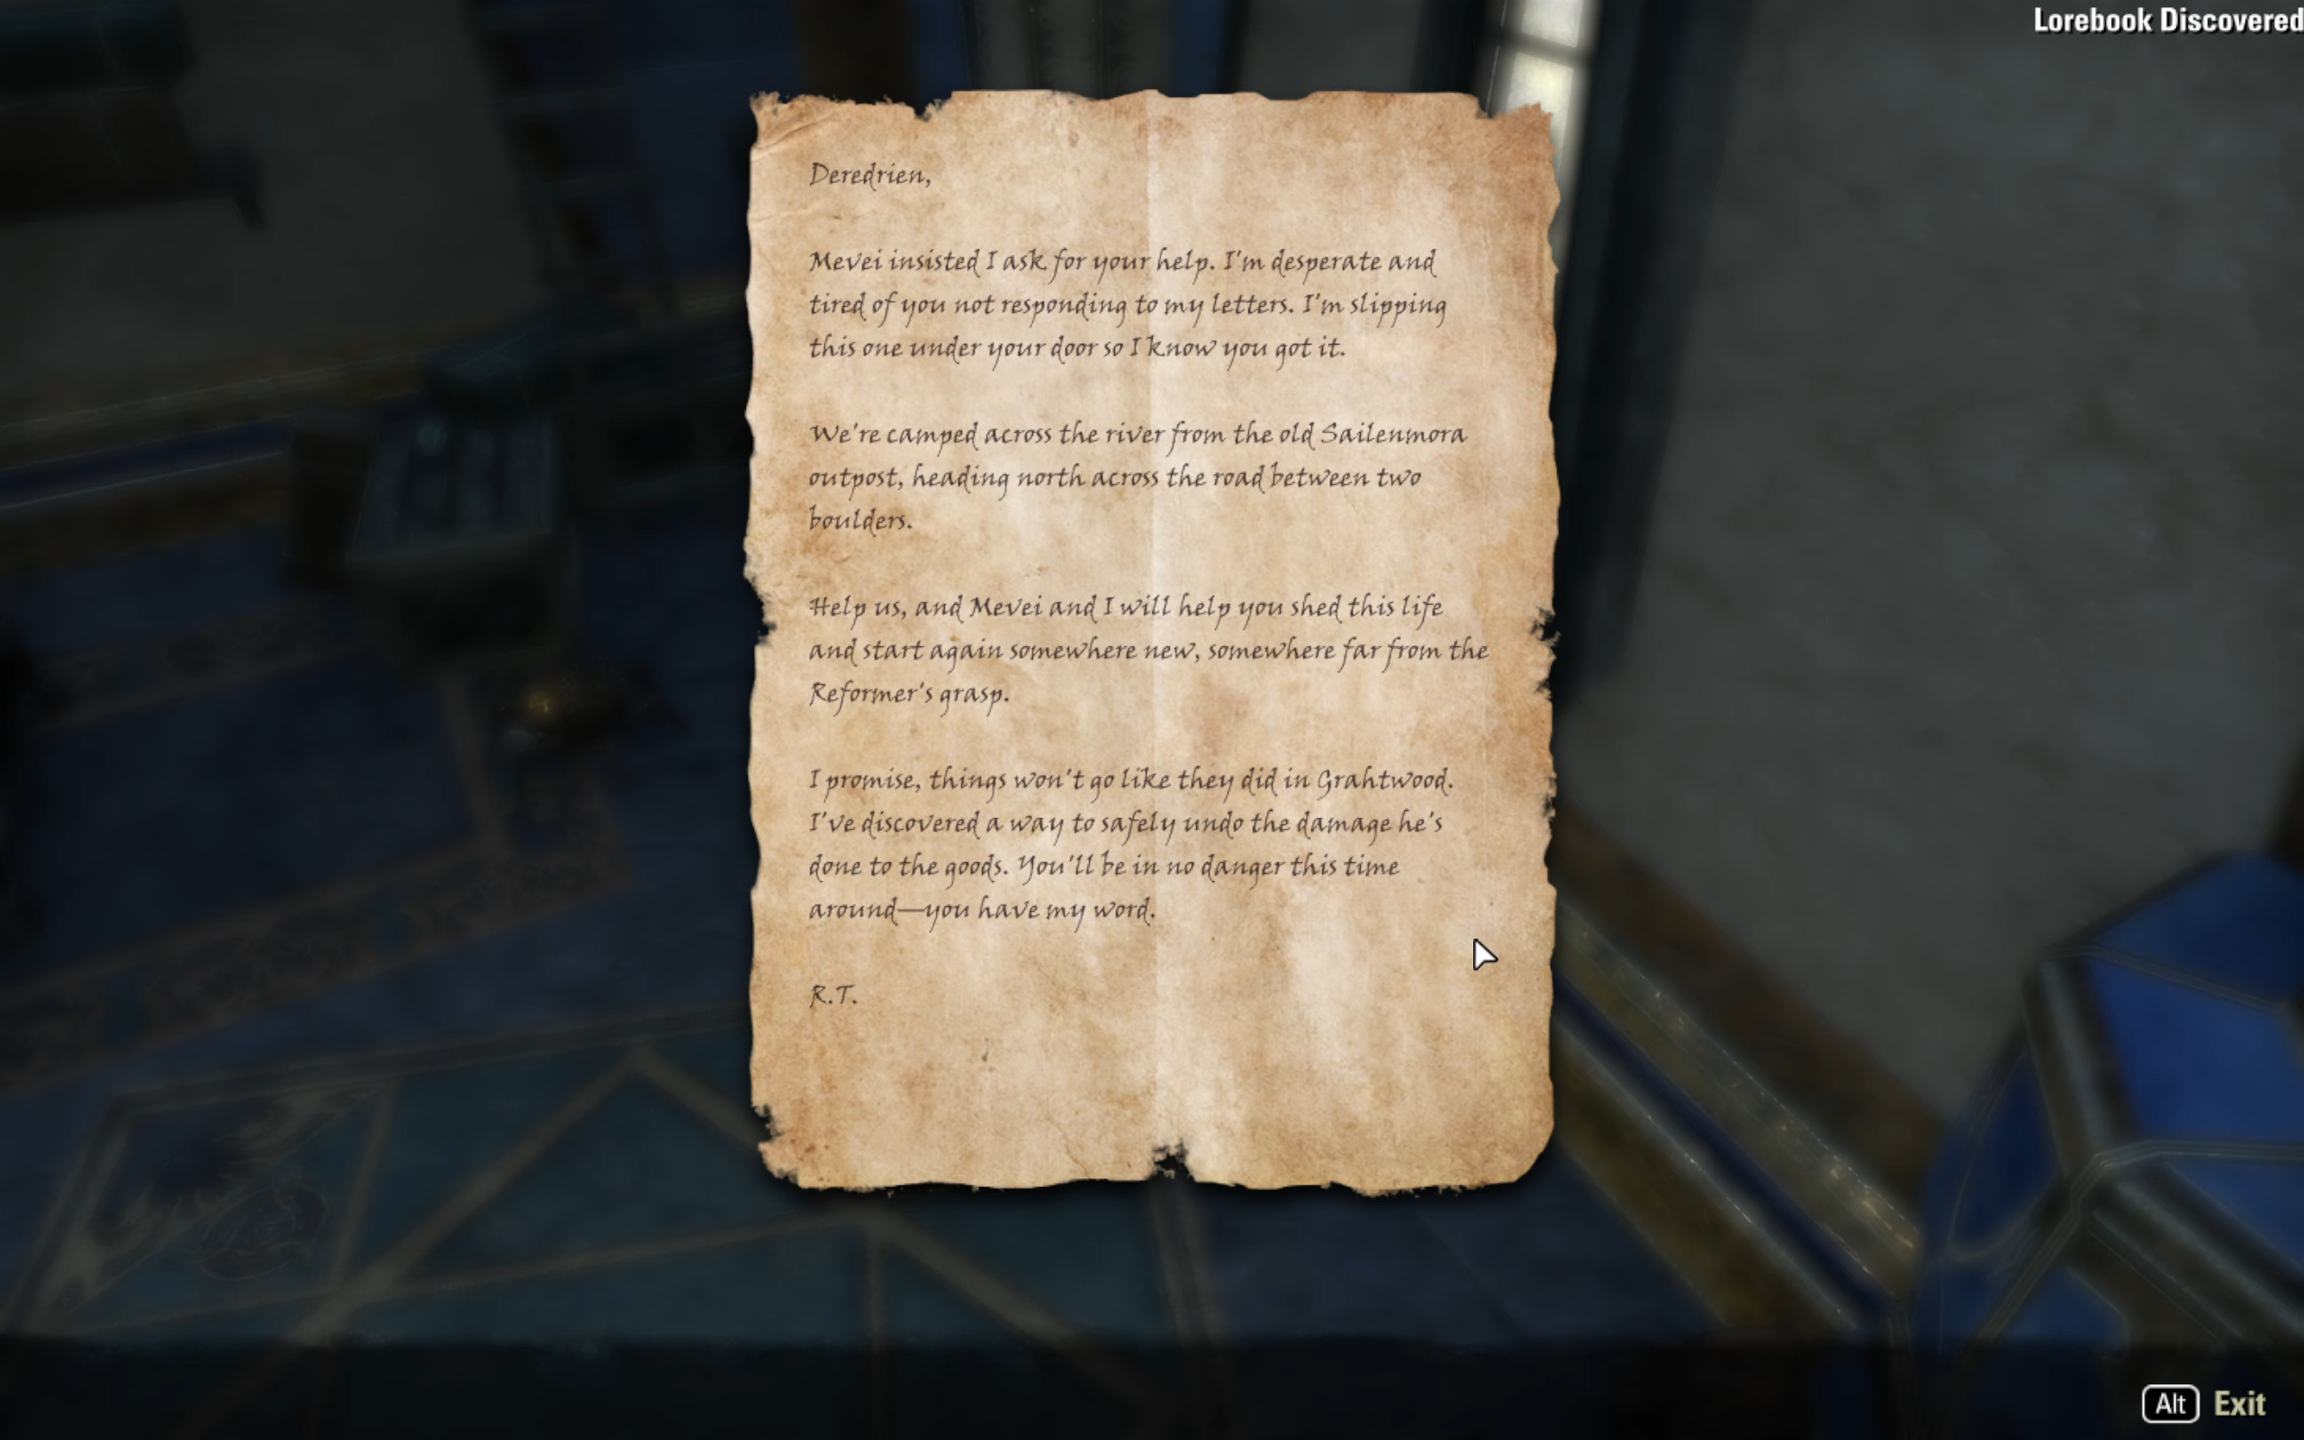 Lorebook Discovered
Deredrien,
Mevei insisted I ask for your help. I'm desperate and
tired of you not responding to my letters. I'm slipping
this one under your door so I know you got it.
We're camped across the river from the old Sailenmora
outpost, heading north across the road between two
boulders.
Help us, and Mevei and I will help you shed this life
and start again somewhere new, somewhere far from the
Reformer's grasp.
I promise, things won't go like they did in Grahtwood.
I've discovered a way to safely undo the damage he's
done to the goods. You'll be in no danger this time
around—you have my word.
R.T.
Alt Exit